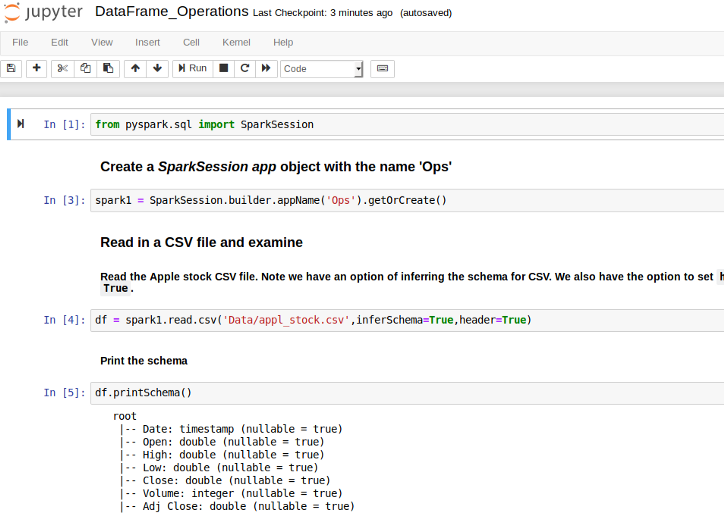 jupyter DataFrame_Operations Last Checkpoint: 3 minutes ago (autosaved)
File Edit View Insert Cell Kernel Help
Run Code
In [1]: from pyspark.sql import SparkSession
Create a SparkSession app object with the name 'Ops'
In [3]: spark1 = SparkSession.builder.appName('Ops').getOrCreate()
Read in a CSV file and examine
Read the Apple stock CSV file. Note we have an option of inferring the schema for CSV. We also have the option to set
True.
In [4]: df = spark1.read.csv('Data/appl_stock.csv',inferSchema=True,header=True)
Print the schema
In [5]: df.printSchema()
root
|-- Date: timestamp (nullable = true)
|-- Open: double (nullable = true)
|-- High: double (nullable = true)
|-- Low: double (nullable = true)
|-- Close: double (nullable = true)
|-- Volume: integer (nullable = true)
|-- Adj Close: double (nullable = true)